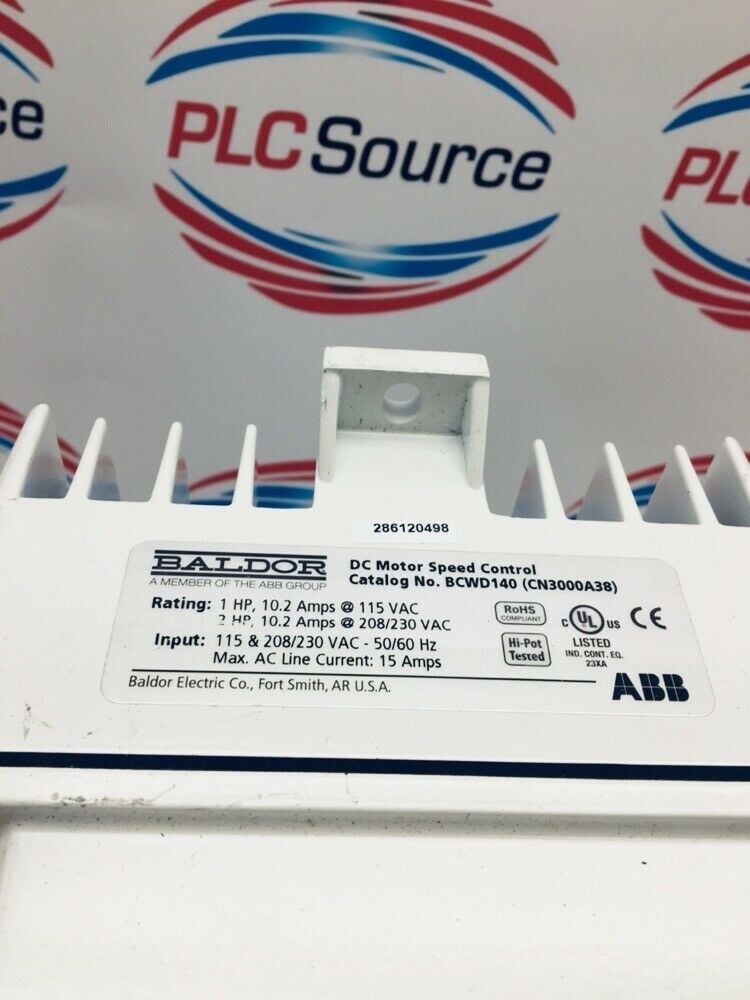 ce
PLC Source
PLC
286120498
BALDOR
A MEMBER OF THE ABB GROUP
DC Motor Speed Control
Catalog No. BCWD140 (CN3000A38)
Rating: 1 HP, 10.2 Amps @ 115 VAC
2 HP, 10.2 Amps @ 208/230 VAC
Input: 115 & 208/230 VAC - 50/60 Hz
Max. AC Line Current: 15 Amps
RoHS
COMPLIANT
Hi-Pot
Tested
C UL US CE
LISTED
IND. CONT. EQ.
23XA
Baldor Electric Co., Fort Smith, AR U.S.A.
ABB